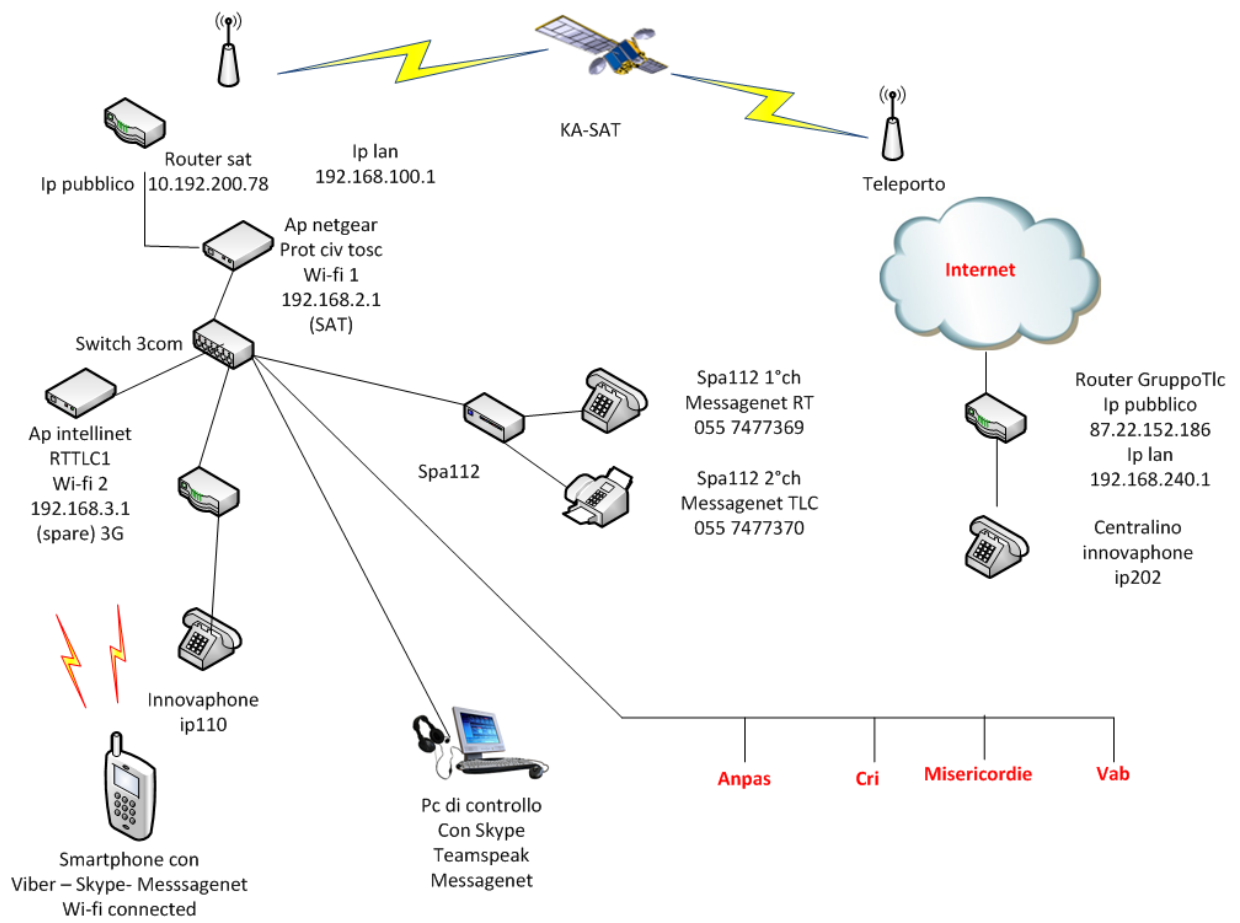 KA-SAT
Teleporto
Router sat
Ip pubblico 10.192.200.78
Ip lan
192.168.100.1
Ap netgear
Prot civ tosc
Wi-fi 1
192.168.2.1
(SAT)
Internet
Switch 3com
Ap intellinet
RTTLC1
Wi-fi 2
192.168.3.1
(spare) 3G
Spa112
Spa112 1°ch
Messagenet RT
055 7477369
Spa112 2°ch
Messagenet TLC
055 7477370
Router GruppoTlc
Ip pubblico
87.22.152.186
Ip lan
192.168.240.1
Centralino
innovaphone
ip202
Innovaphone
ip110
Anpas
Cri
Misericordie
Vab
Pc di controllo
Con Skype
Teamspeak
Messagenet
Smartphone con
Viber – Skype- Messsagenet
Wi-fi connected